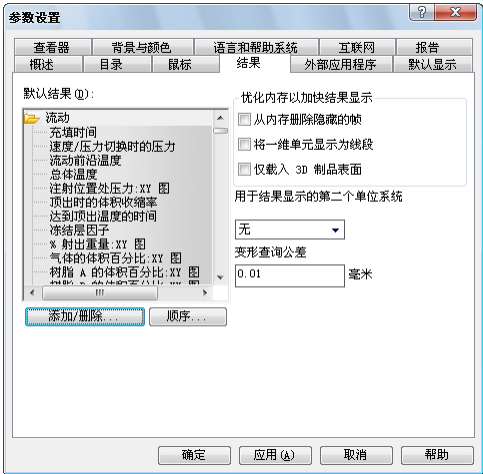 参数设置
查看器 背景与颜色 语言和帮助系统 互联网 报告
概述 目录 鼠标 结果 外部应用程序 默认显示
默认结果(D):
流动
充填时间
速度/压力切换时的压力
流动前沿温度
总体温度
注射位置处压力:XY 图
顶出时的体积收缩率
达到顶出温度的时间
冻结层因子
% 射出重量:XY 图
气体的体积百分比:XY 图
树脂 A 的体积百分比:XY 图
树脂 B 的体积百分比:XY 图
添加/删除... 顺序...
优化内存以加快结果显示
从内存删除隐藏的帧
将一维单元显示为线段
仅载入 3D 制品表面
用于结果显示的第二个单位系统
无
变形查询公差
0.01 毫米
确定 应用(A) 取消 帮助